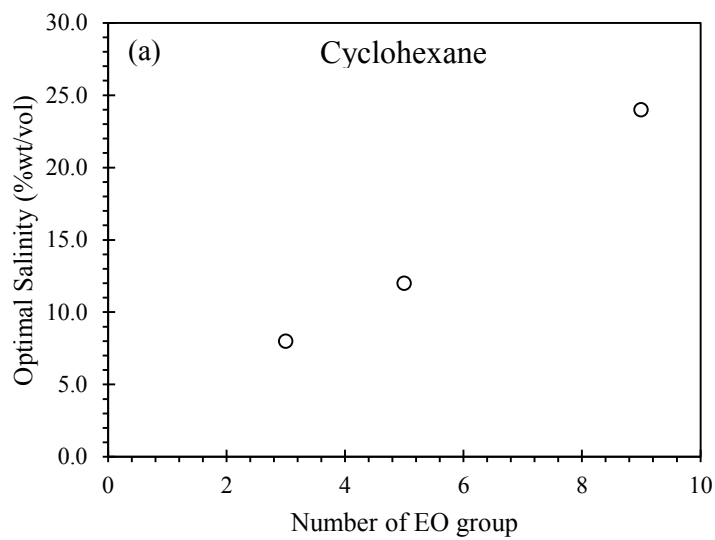 (a) Cyclohexane
30.0
25.0
20.0
15.0
10.0
5.0
0.0
Optimal Salinity (%wt/vol)
0 2 4 6 8 10
Number of EO group